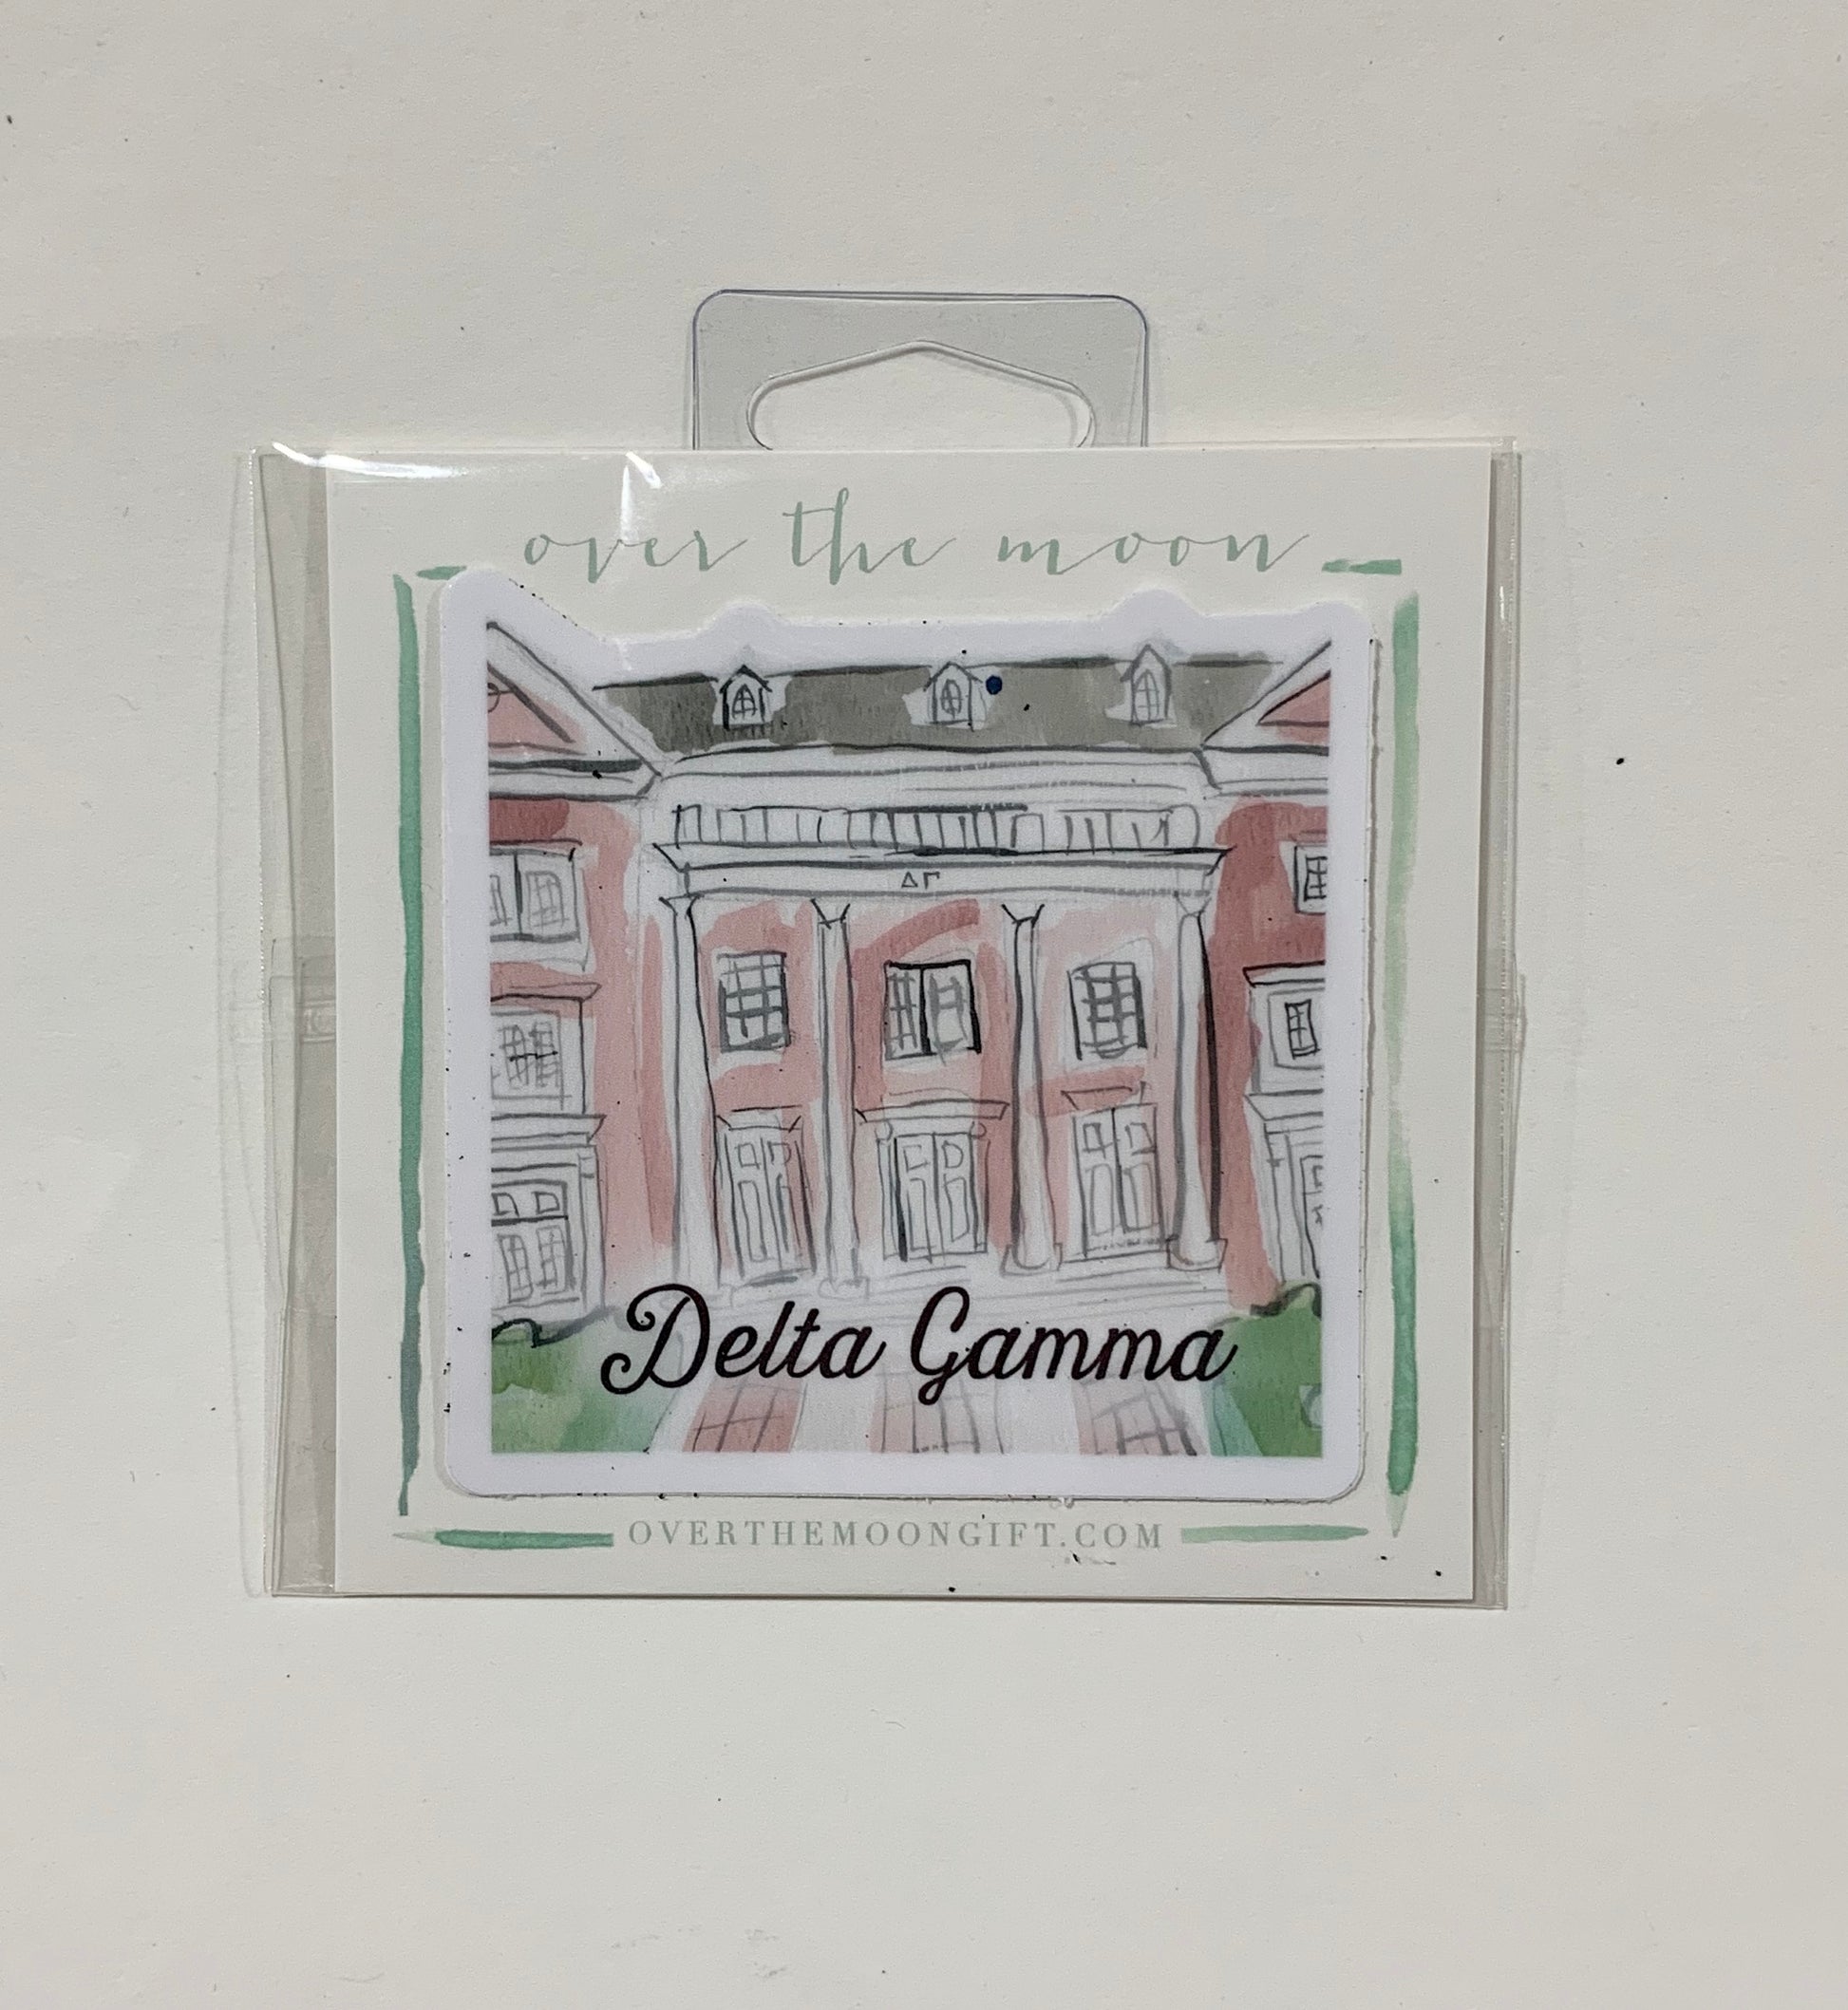 over the moon
ΔΓ
Delta Gamma
OVERTHEMOONGIFT.COM